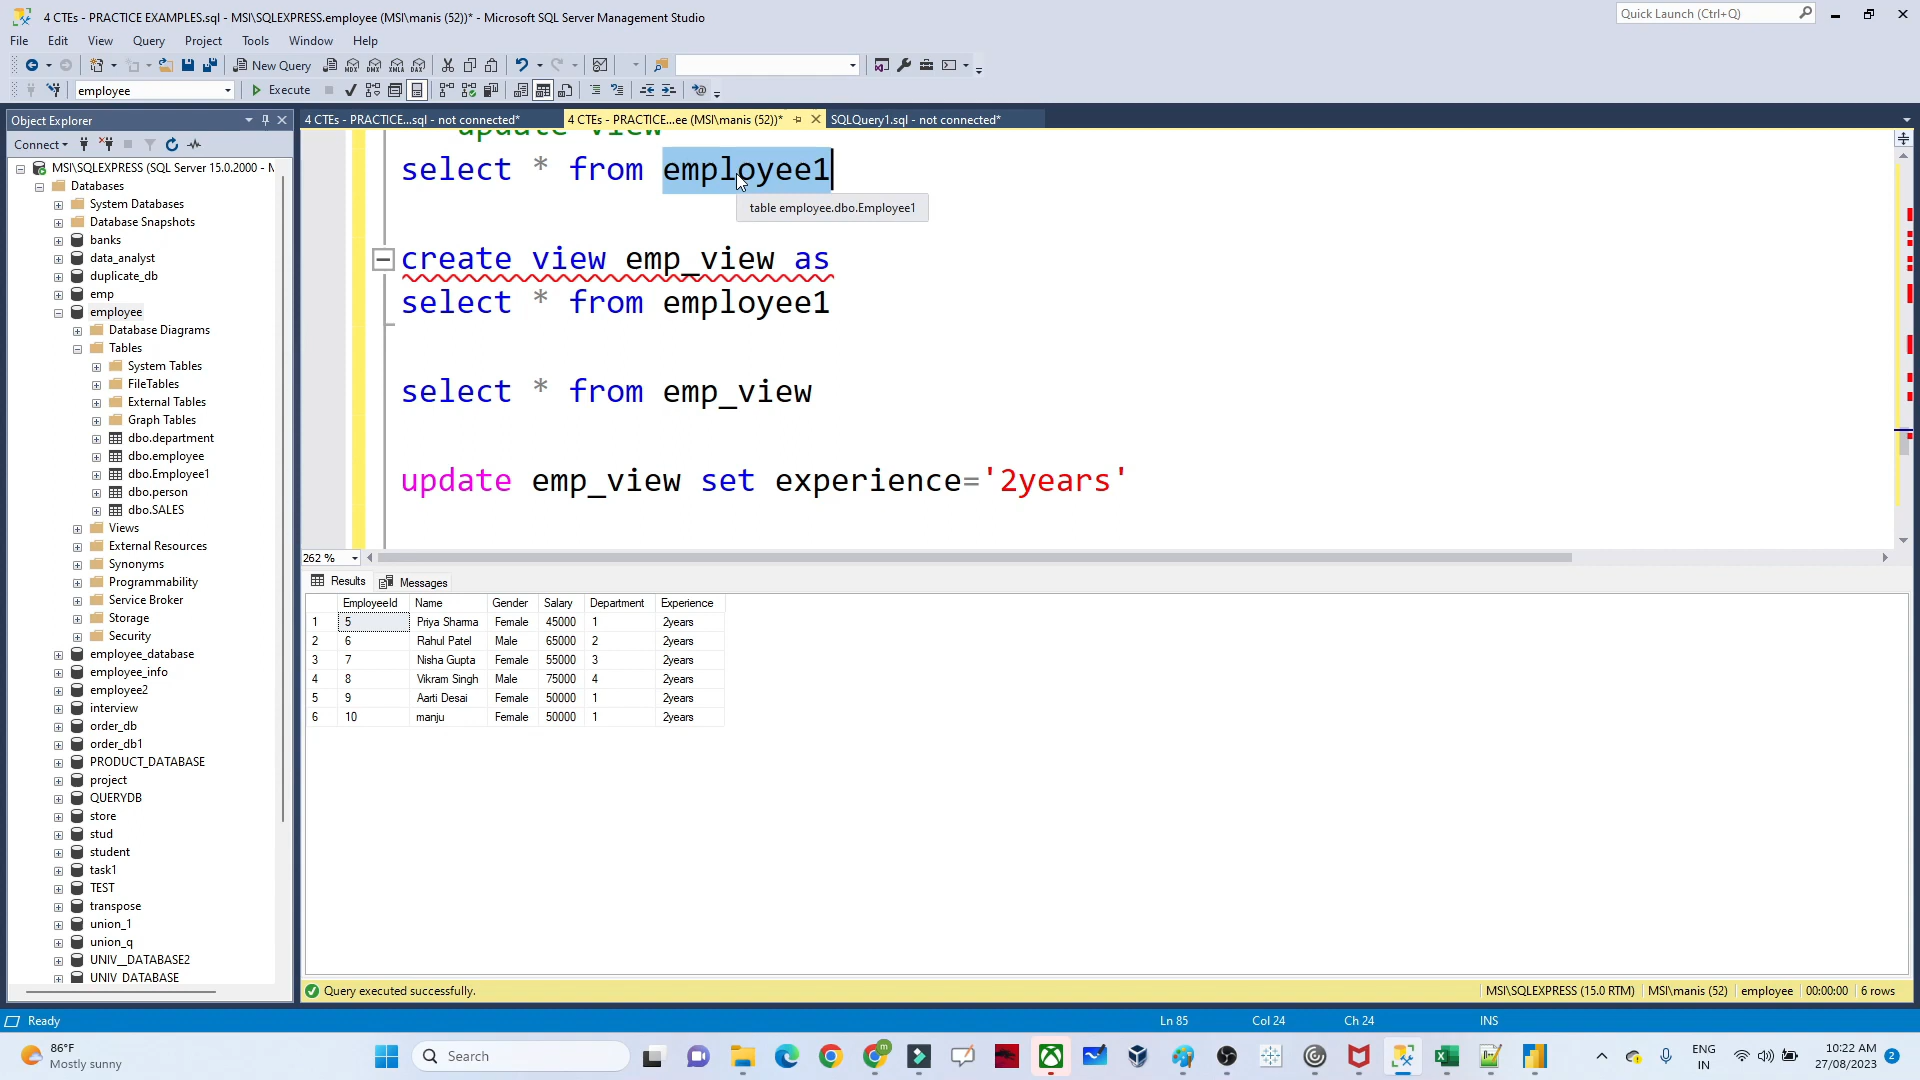 4 CTEs - PRACTICE EXAMPLES.sql - MSI\SQLEXPRESS.employee (MSI\manis (52))* - Microsoft SQL Server Management Studio
Quick Launch (Ctrl+Q)
File Edit View Query Project Tools Window Help
New Query
MDX DMX XMLA DAX
employee
Execute
Object Explorer
4 CTEs - PRACTICE...sql - not connected*
4 CTEs - PRACTICE...ee (MSI\manis (52))*
SQLQuery1.sql - not connected*
Connect
MSI\SQLEXPRESS (SQL Server 15.0.2000 - M
Databases
System Databases
Database Snapshots
banks
data_analyst
duplicate_db
emp
employee
Database Diagrams
Tables
System Tables
FileTables
External Tables
Graph Tables
dbo.department
dbo.employee
dbo.Employee1
dbo.person
dbo.SALES
Views
External Resources
Synonyms
Programmability
Service Broker
Storage
Security
employee_database
employee_info
employee2
interview
order_db
order_db1
PRODUCT_DATABASE
project
QUERYDB
store
stud
student
task1
TEST
transpose
union_1
union_q
UNIV__DATABASE2
UNIV_DATABASE
update view
select * from employee1
table employee.dbo.Employee1
create view emp_view as
select * from employee1
select * from emp_view
update emp_view set experience='2years'
262 %
Results Messages
EmployeeId Name Gender Salary Department Experience
1 5 Priya Sharma Female 45000 1 2years
2 6 Rahul Patel Male 65000 2 2years
3 7 Nisha Gupta Female 55000 3 2years
4 8 Vikram Singh Male 75000 4 2years
5 9 Aarti Desai Female 50000 1 2years
6 10 manju Female 50000 1 2years
Query executed successfully.
MSI\SQLEXPRESS (15.0 RTM) MSI\manis (52) employee 00:00:00 6 rows
Ready
Ln 85 Col 24 Ch 24 INS
86°F
Mostly sunny
Search
ENG
IN
10:22 AM
27/08/2023
2